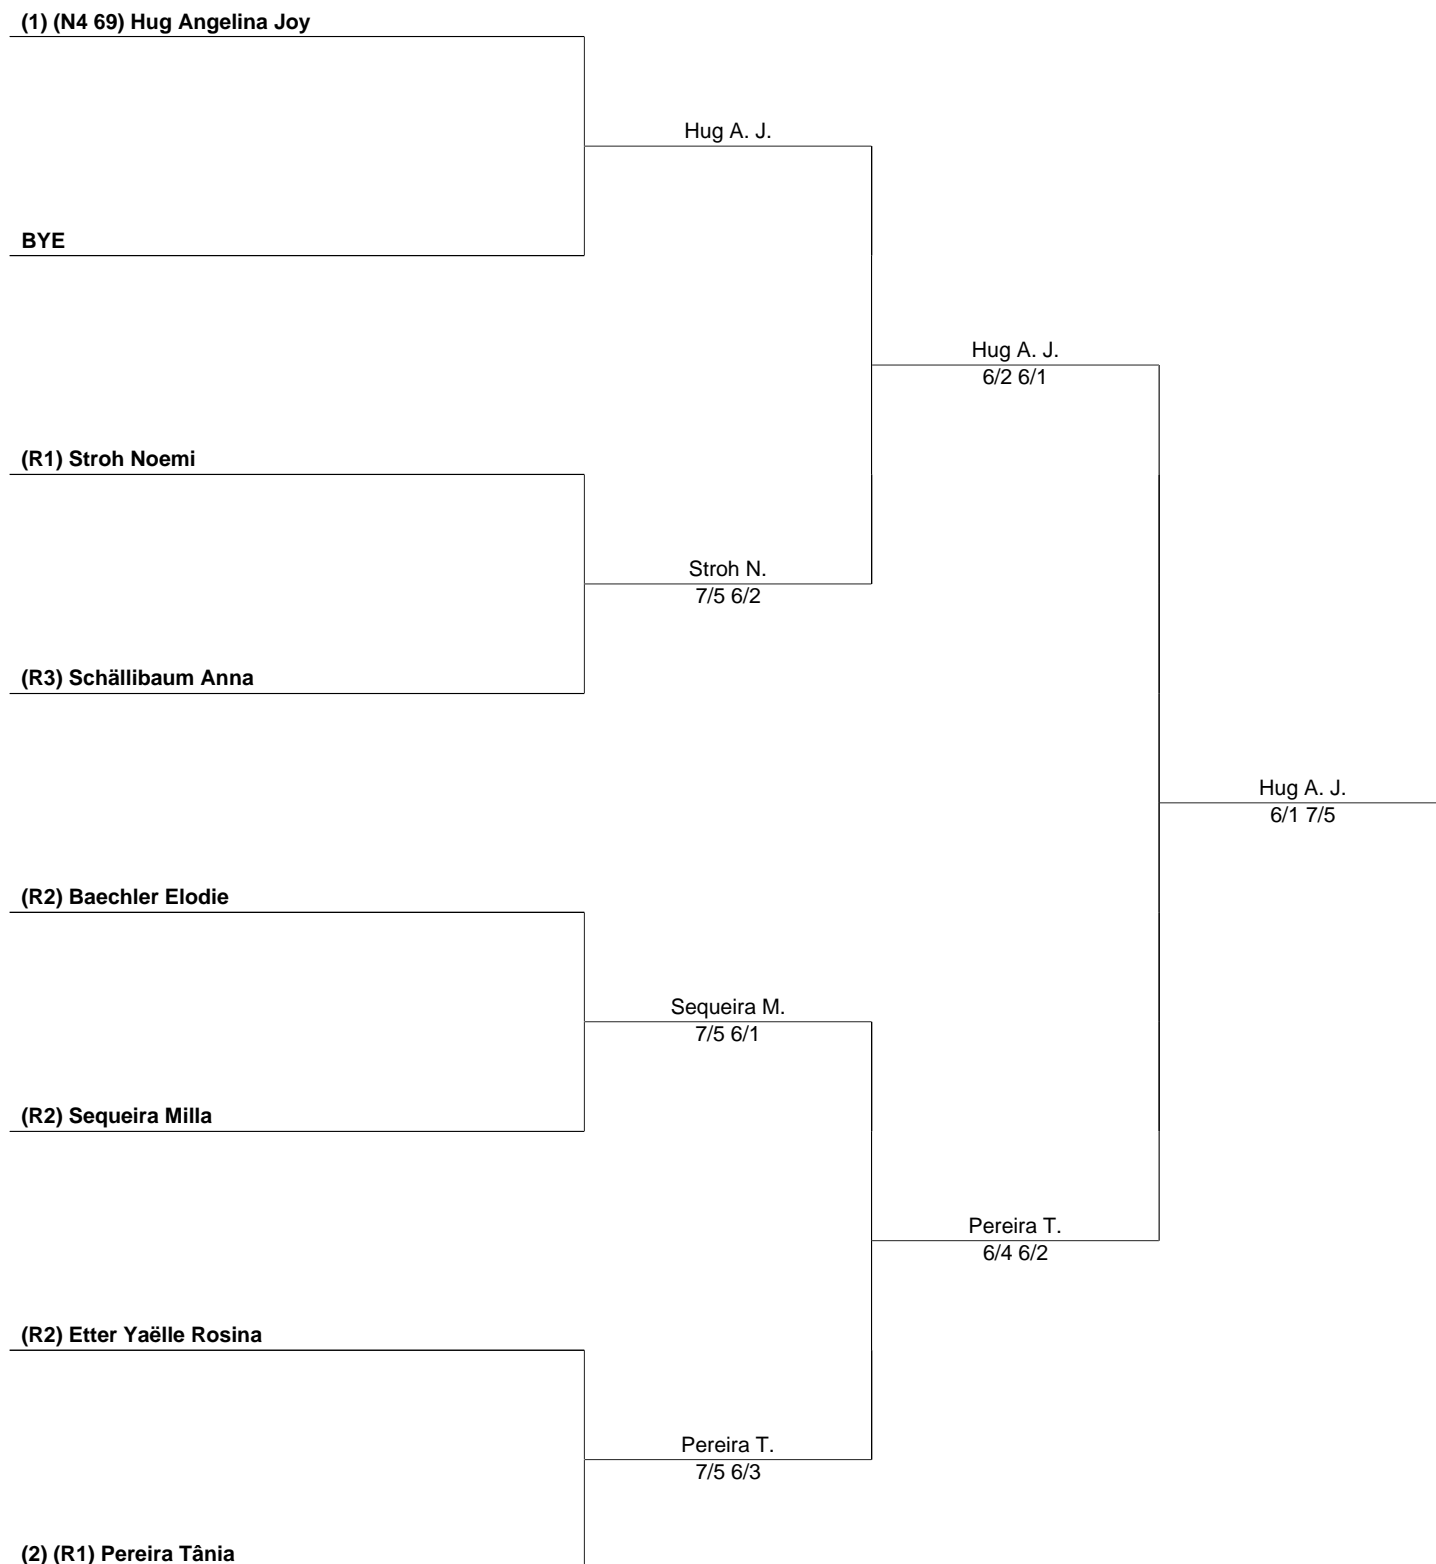 (1) (N4 69) Hug Angelina Joy
Hug A. J.
BYE
Hug A. J.
6/2 6/1
(R1) Stroh Noemi
Stroh N.
7/5 6/2
(R3) Schällibaum Anna
Hug A. J.
6/1 7/5
(R2) Baechler Elodie
Sequeira M.
7/5 6/1
(R2) Sequeira Milla
Pereira T.
6/4 6/2
(R2) Etter Yaëlle Rosina
Pereira T.
7/5 6/3
(2) (R1) Pereira Tânia